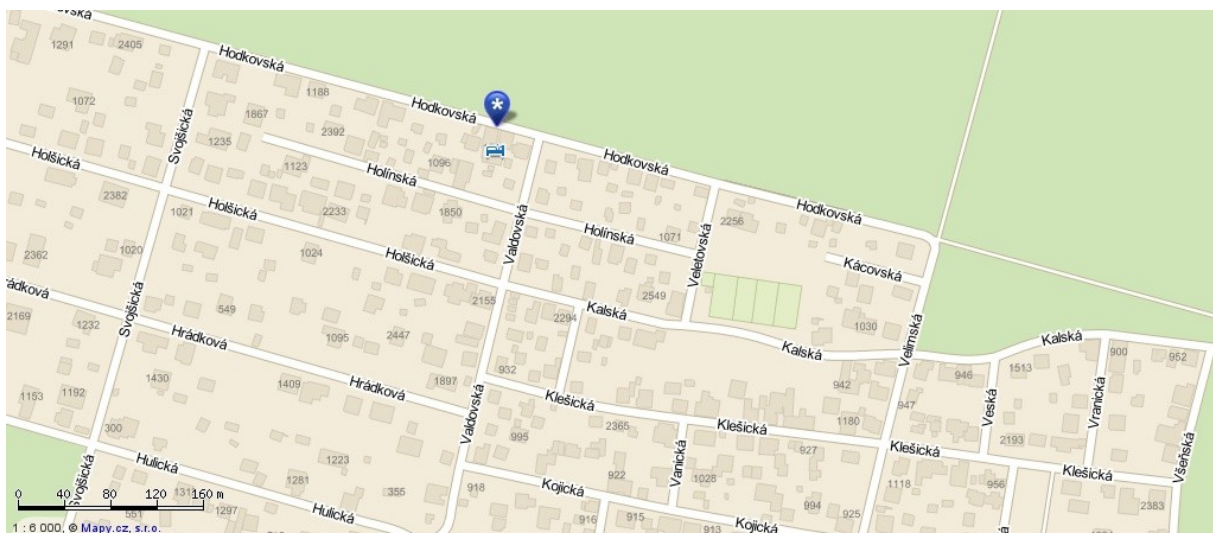 ovská
1291
2405
Hodkovská
1188
Hodkovská
*
1072
1867
2392
Svojšická
1235
Hodkovská
1096
Holšická
1123
Holínská
2382
1021
Holšická
2233
1850
Hodkovská
2256
Valdovská
Holínská
1071
1020
1024
Veletovská
2362
Holšická
Kácovská
rádková
549
2155
2549
Svojšická
2169
1232
2294
Kalská
1030
Hrádková
1095
2447
Velimská
Kalská
Kalská
900
952
932
1513
946
1430
1409
Hrádková
1897
942
Vranická
1153
1192
Klešická
947
Veská
Valdovská
1180
300
995
2365
Klešická
927
2193
Klešická
Všeňská
Hulická
1223
Vanická
Klešická
922
1028
1281
355
918
Kojická
1118
956
2383
0 40 80 120 160 m
Svojšická
1297
551
Hulická
994
916
915
925
913
Kojická
1 : 6 000, © Mapy.cz, s.r.o.